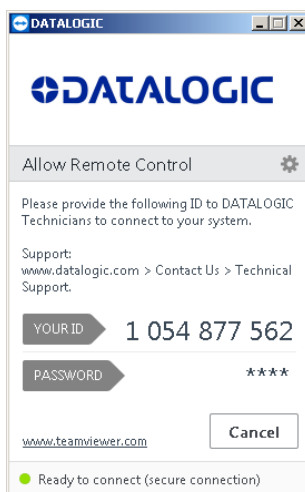 DATALOGIC
DATALOGIC
Allow Remote Control
Please provide the following ID to DATALOGIC
Technicians to connect to your system.
Support:
www.datalogic.com > Contact Us > Technical
Support.
YOUR ID 1 054 877 562
PASSWORD ****
www.teamviewer.com Cancel
Ready to connect (secure connection)